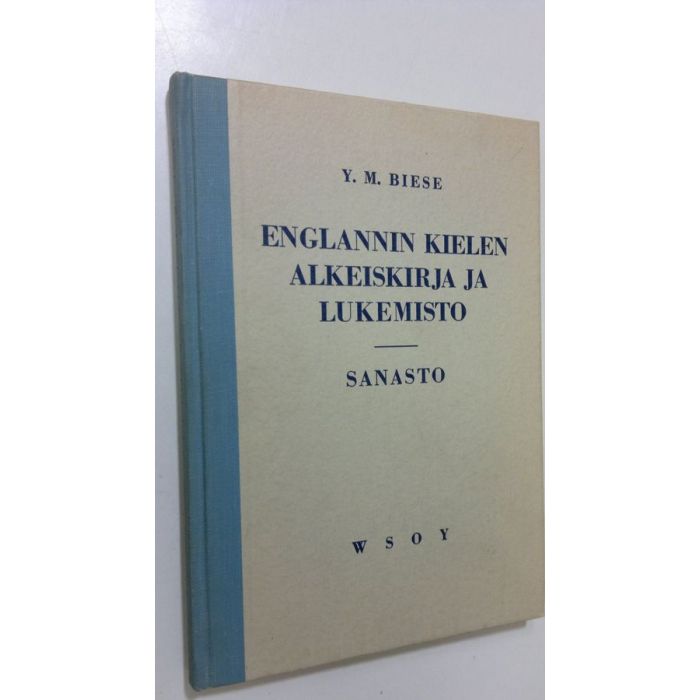 Y. M. BIESE
ENGLANNIN KIELEN
ALKEISKIRJA JA
LUKEMISTO
SANASTO
WSOY